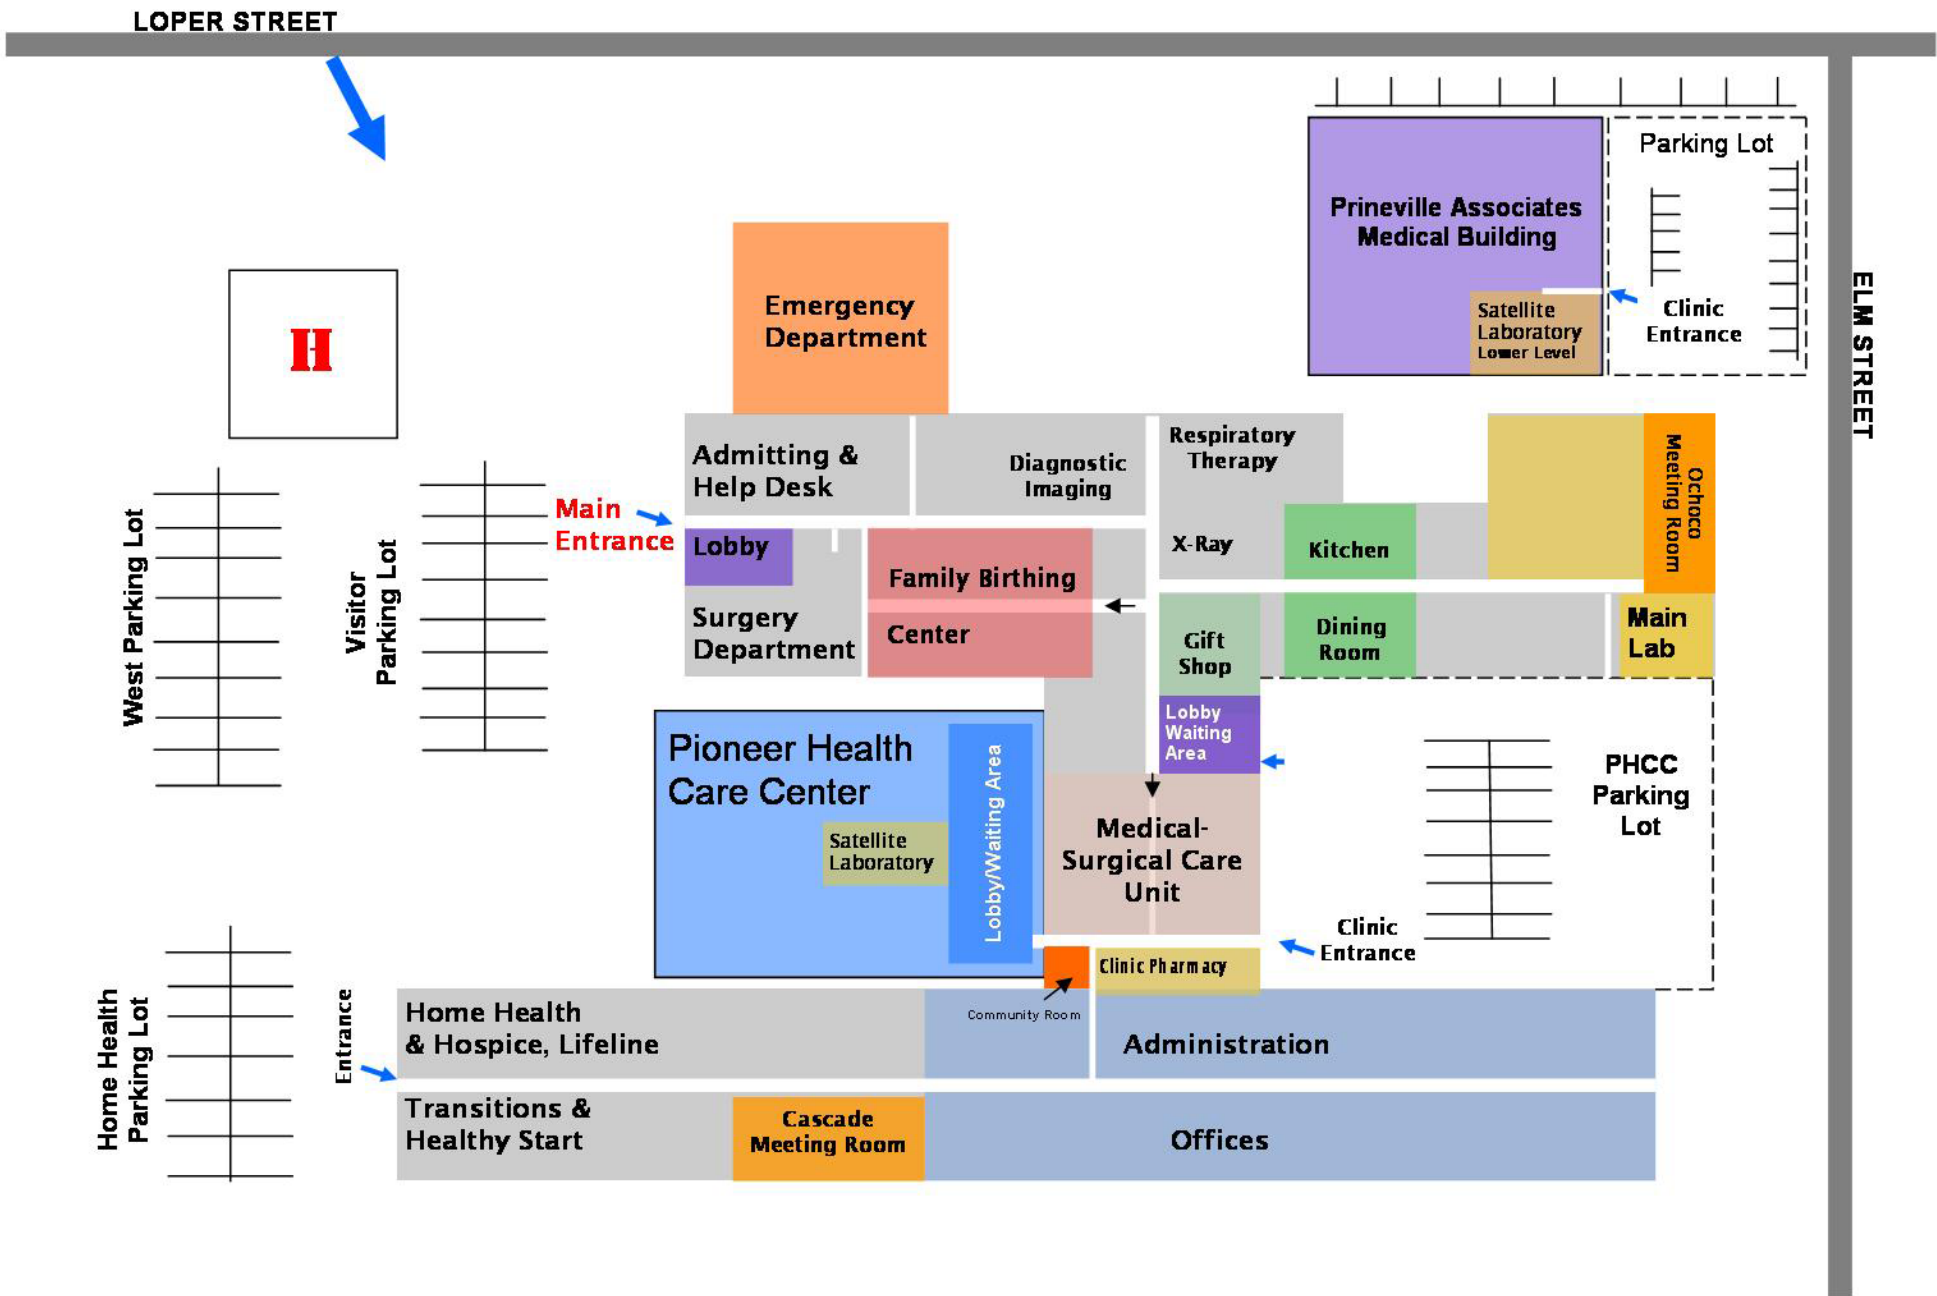 LOPER STREET
Parking Lot
Prineville Associates
Medical Building
Satellite
Laboratory
Lower Level
Clinic
Entrance
ELM STREET
Emergency
Department
H
Admitting &
Help Desk
Diagnostic
Imaging
Respiratory
Therapy
X-Ray
Kitchen
Ochoco
Meeting Room
Main
Entrance
Lobby
Family Birthing
Center
Surgery
Department
Gift
Shop
Dining
Room
Main
Lab
West Parking Lot
Visitor
Parking Lot
Lobby
Waiting
Area
Pioneer Health
Care Center
Satellite
Laboratory
Lobby/Waiting Area
Medical-
Surgical Care
Unit
PHCC
Parking
Lot
Clinic
Entrance
Clinic Pharmacy
Community Room
Home Health
Parking Lot
Entrance
Home Health
& Hospice, Lifeline
Administration
Transitions &
Healthy Start
Cascade
Meeting Room
Offices